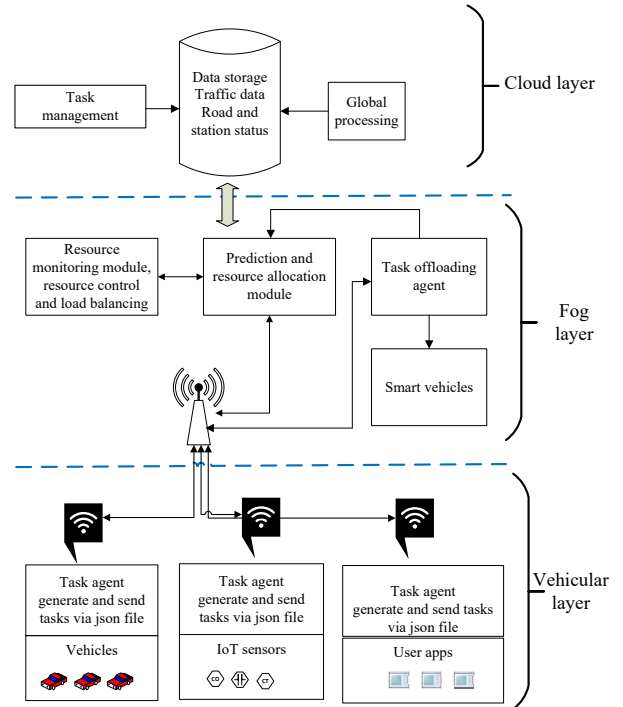 Task
management
Data storage
Traffic data
Road and
station status
Global
processing
Cloud layer
Resource
monitoring module,
resource control
and load balancing
Prediction and
resource allocation
module
Task offloading
agent
Smart vehicles
Fog
layer
Task agent
generate and send
tasks via json file
Vehicles
Task agent
generate and send
tasks via json file
IoT sensors
CO
CT
Task agent
generate and send tasks
via json file
User apps
Vehicular
layer